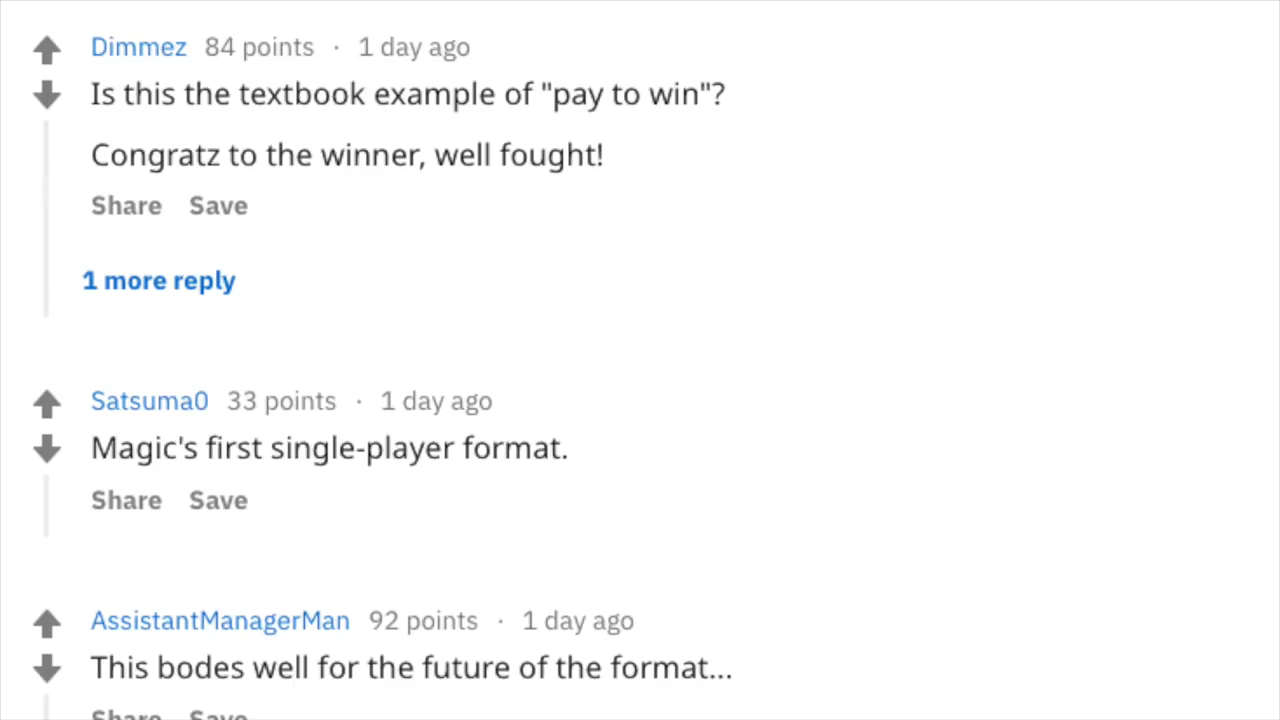 Dimmez 84 points · 1 day ago
Is this the textbook example of "pay to win"?
Congratz to the winner, well fought!
Share Save
1 more reply
Satsuma0 33 points · 1 day ago
Magic's first single-player format.
Share Save
AssistantManagerMan 92 points · 1 day ago
This bodes well for the future of the format...
Share Save